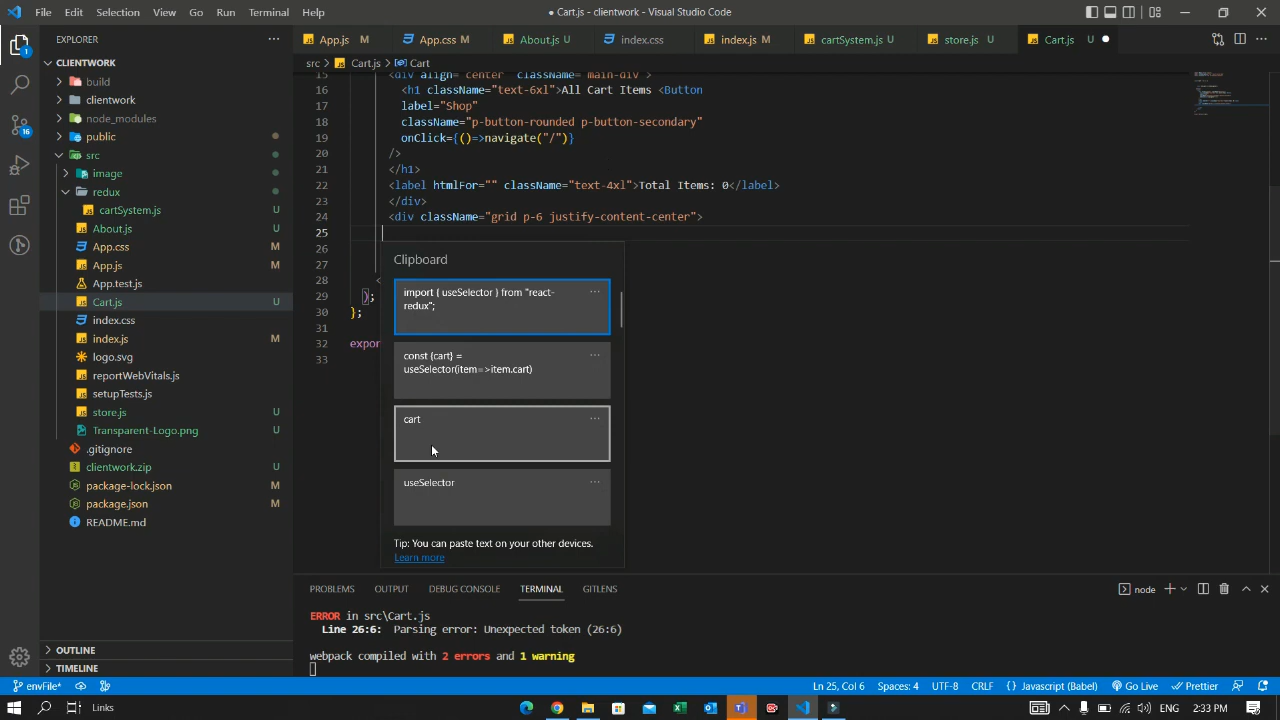 File Edit Selection View Go Run Terminal Help
● Cart.js - clientwork - Visual Studio Code
EXPLORER ···
App.js M
App.css M
About.js U
index.css
index.js M
cartSystem.js U
store.js U
Cart.js U ●
CLIENTWORK
src > Cart.js > Cart
build
clientwork
node_modules
public
src
image
redux
cartSystem.js U
About.js U
App.css M
App.js M
App.test.js
Cart.js U
index.css
index.js M
logo.svg
reportWebVitals.js
setupTests.js
store.js U
Transparent-Logo.png U
.gitignore
clientwork.zip U
package-lock.json M
package.json M
README.md
OUTLINE
TIMELINE
15 <div align="center" className="main-div">
16 <h1 className="text-6xl">All Cart Items <Button
17 label="Shop"
18 className="p-button-rounded p-button-secondary"
19 onClick={()=>navigate("/")}
20 />
21 </h1>
22 <label htmlFor="" className="text-4xl">Total Items: 0</label>
23 </div>
24 <div className="grid p-6 justify-content-center">
25
26
27
28 <
29 );
30 };
31
32 expor
33
Clipboard
import { useSelector } from "react-
redux";
···
const {cart} =
useSelector(item=>item.cart)
···
cart ···
useSelector ···
Tip: You can paste text on your other devices.
Learn more
PROBLEMS OUTPUT DEBUG CONSOLE TERMINAL GITLENS
node
ERROR in src\Cart.js
Line 26:6: Parsing error: Unexpected token (26:6)
webpack compiled with 2 errors and 1 warning
1
16
envFile*
Ln 25, Col 6 Spaces: 4 UTF-8 CRLF {} Javascript (Babel) Go Live Prettier
Links
ENG 2:33 PM